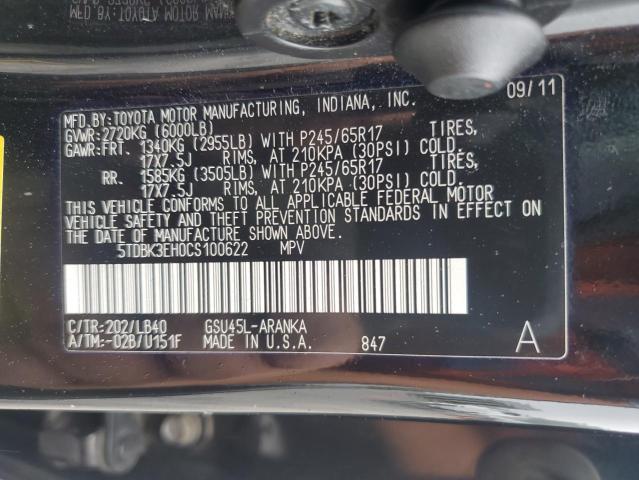 MFD.BY:TOYOTA MOTOR MANUFACTURING, INDIANA, INC. 09/11
GVWR:2720KG (6000LB)
GAWR:FRT. 1340KG (2955LB) WITH P245/65R17 TIRES,
17X7.5J RIMS, AT 210KPA (30PSI) COLD.
RR. 1585KG (3505LB) WITH P245/65R17 TIRES,
17X7.5J RIMS, AT 210KPA (30PSI) COLD.
THIS VEHICLE CONFORMS TO ALL APPLICABLE FEDERAL MOTOR
VEHICLE SAFETY AND THEFT PREVENTION STANDARDS IN EFFECT ON
THE DATE OF MANUFACTURE SHOWN ABOVE.
5TDBK3EH0CS100622 MPV
C/TR:202/LB40 GSU45L-ARANKA
A/TM:-02B/U151F MADE IN U.S.A. 847 A